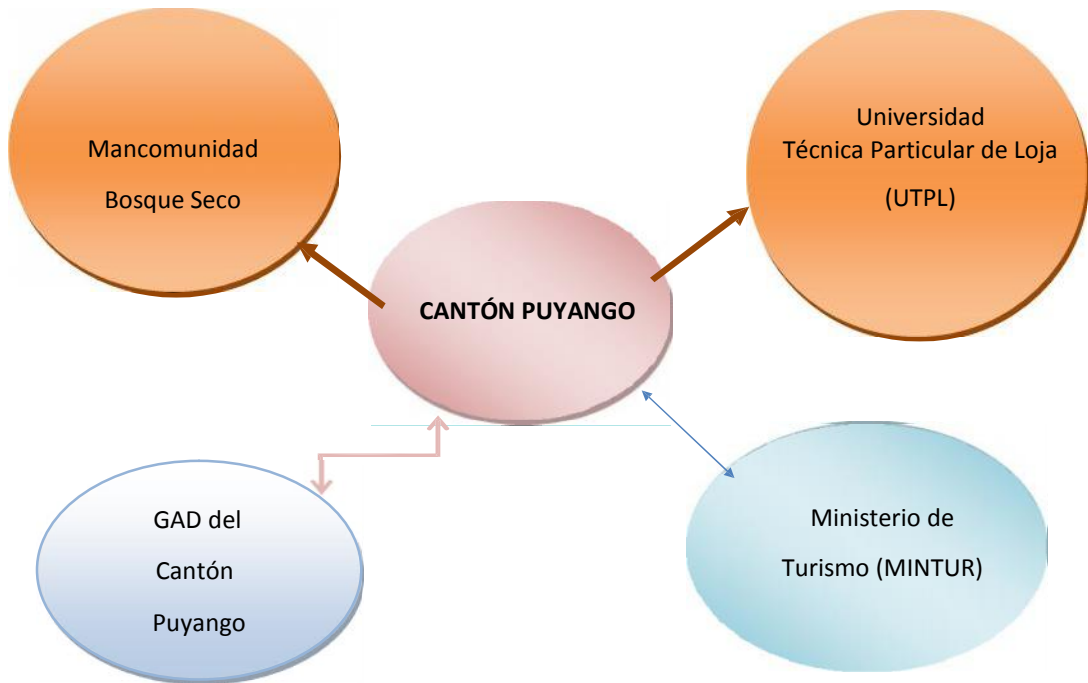 Mancomunidad
Bosque Seco
Universidad
Técnica Particular de Loja
(UTPL)
CANTÓN PUYANGO
GAD del
Cantón
Puyango
Ministerio de
Turismo (MINTUR)